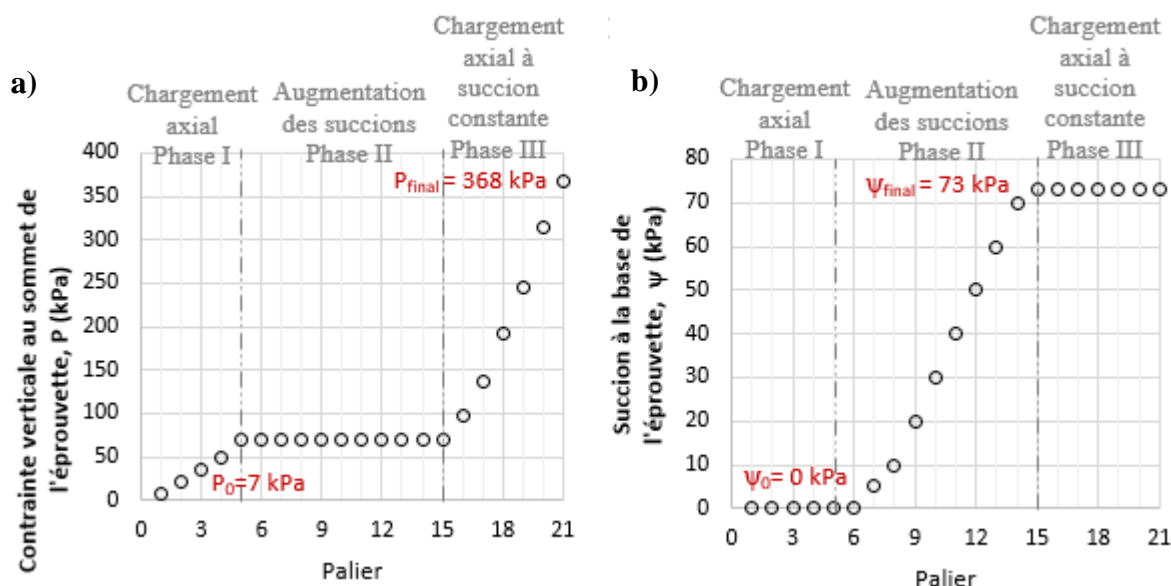 a)
Chargement
axial
Phase I
Augmentation
des succions
Phase II
Chargement
axial à
succion
constante
Phase III
Contrainte verticale au sommet de
l'éprouvette, P (kPa)
400
350
300
250
200
150
100
50
0
P_final = 368 kPa
P_0=7 kPa
0 3 6 9 12 15 18 21
Palier
b)
Chargement
axial
Phase I
Augmentation
des succions
Phase II
Chargement
axial à
succion
constante
Phase III
Succion à la base de
l'éprouvette, ψ (kPa)
80
70
60
50
40
30
20
10
0
Ψ_final = 73 kPa
Ψ_0= 0 kPa
0 3 6 9 12 15 18 21
Palier